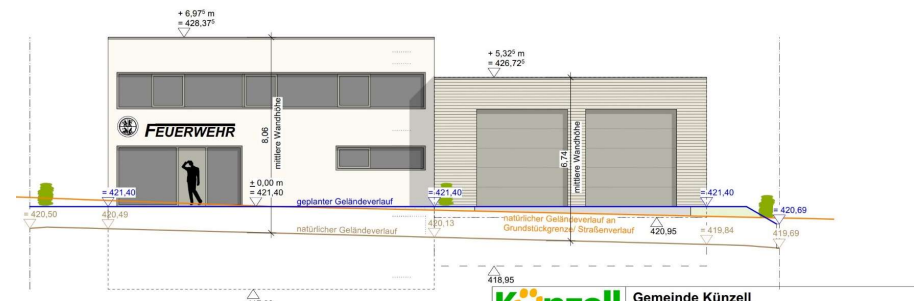 + 6,97⁵ m
= 428,37⁵
+ 5,32⁵ m
= 426,72⁵
8,06
mittlere Wandhöhe
6,74
mittlere Wandhöhe
FEUERWEHR
± 0,00 m
= 421,40
= 421,40
= 421,40
= 421,40
geplanter Geländeverlauf
= 420,50
420,49
420,13
natürlicher Geländeverlauf an
Grundstückgrenze/ Straßenverlauf
420,95
= 420,69
= 419,84
419,69
natürlicher Geländeverlauf
418,95
Künzell
Gemeinde Künzell